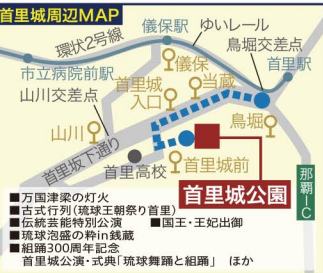 首里城周辺MAP
儀保駅
ゆいレール
環状2号線
鳥堀交差点
首里駅
市立病院前駅
儀保
山川交差点
首里城
入口
当蔵
山川
鳥堀
首里坂下通り
首里高校
首里城前
首里城公園
那覇IC
■万国津梁の灯火
■古式行列(琉球王朝祭り首里)
■伝統芸能特別公演 ■国王・王妃出御
■琉球泡盛の粋in銭蔵
■組踊300周年記念
首里城公演・式典「琉球舞踊と組踊」 ほか